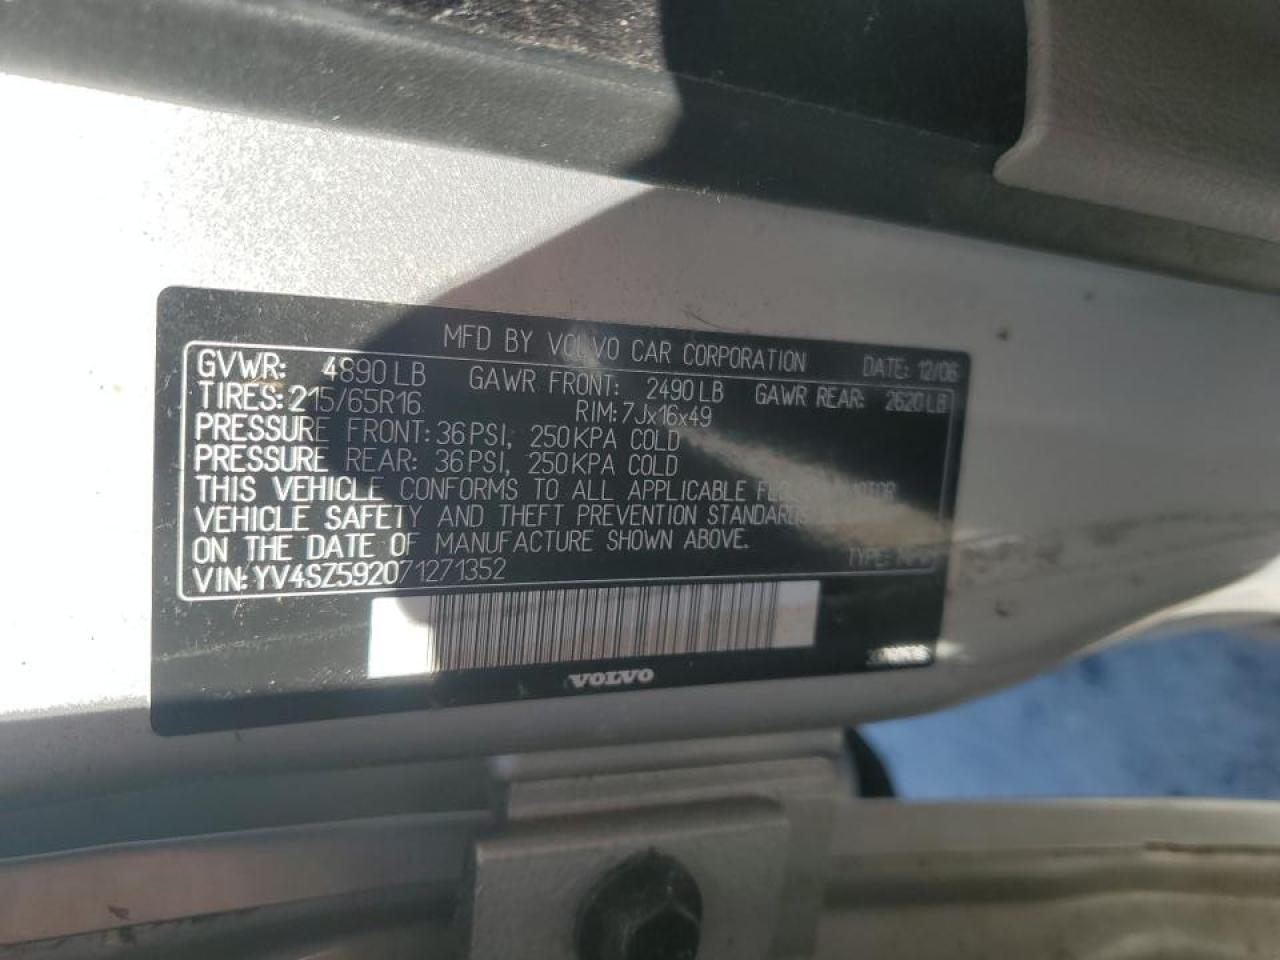 MFD BY VOLVO CAR CORPORATION DATE: 12/06
GVWR: 4890 LB GAWR FRONT: 2490 LB GAWR REAR: 2620 LB
TIRES: 215/65R16 RIM: 7Jx16x49
PRESSURE FRONT: 36 PSI, 250 KPA COLD
PRESSURE REAR: 36 PSI, 250 KPA COLD
THIS VEHICLE CONFORMS TO ALL APPLICABLE MOTOR
VEHICLE SAFETY AND THEFT PREVENTION STANDARDS
ON THE DATE OF MANUFACTURE SHOWN ABOVE.
VIN: YV4SZ592071271352 TYPE:
VOLVO